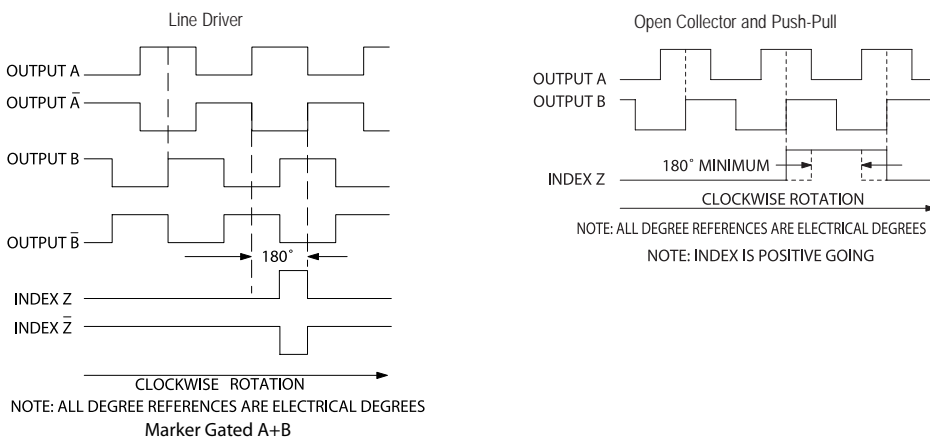 Line Driver
OUTPUT A
OUTPUT A̅
OUTPUT B
OUTPUT B̅
180°
INDEX Z
INDEX Z̅
CLOCKWISE ROTATION
NOTE: ALL DEGREE REFERENCES ARE ELECTRICAL DEGREES
Marker Gated A+B
Open Collector and Push-Pull
OUTPUT A
OUTPUT B
180° MINIMUM
INDEX Z
CLOCKWISE ROTATION
NOTE: ALL DEGREE REFERENCES ARE ELECTRICAL DEGREES
NOTE: INDEX IS POSITIVE GOING